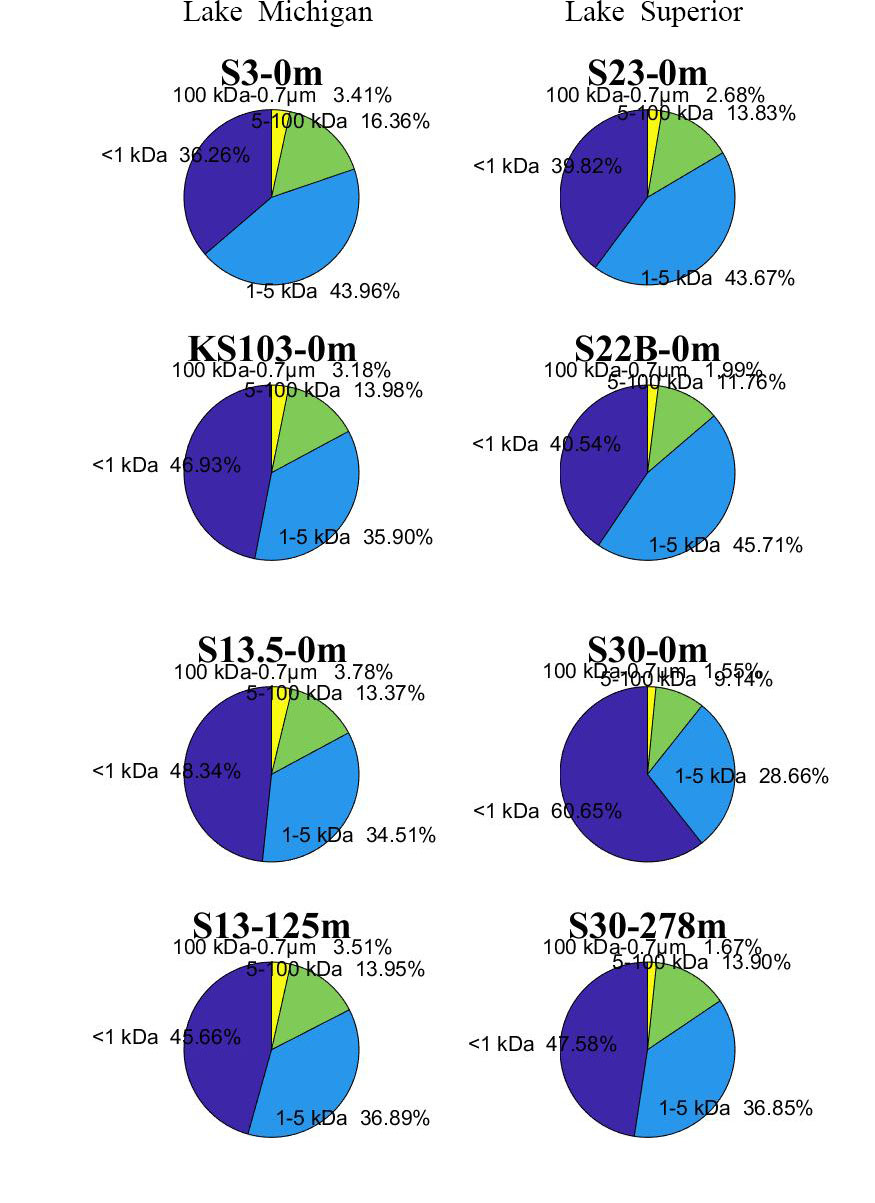 Lake Michigan
Lake Superior
S3-0m
100 kDa-0.7µm 3.41%
5-100 kDa 16.36%
<1 kDa 36.26%
1-5 kDa 43.96%
S23-0m
100 kDa-0.7µm 2.68%
5-100 kDa 13.83%
<1 kDa 39.82%
1-5 kDa 43.67%
KS103-0m
100 kDa-0.7µm 3.18%
5-100 kDa 13.98%
<1 kDa 46.93%
1-5 kDa 35.90%
S22B-0m
100 kDa-0.7µm 1.99%
5-100 kDa 11.76%
<1 kDa 40.54%
1-5 kDa 45.71%
S13.5-0m
100 kDa-0.7µm 3.78%
5-100 kDa 13.37%
<1 kDa 48.34%
1-5 kDa 34.51%
S30-0m
100 kDa-0.7µm 1.55%
5-100 kDa 9.14%
1-5 kDa 28.66%
<1 kDa 60.65%
S13-125m
100 kDa-0.7µm 3.51%
5-100 kDa 13.95%
<1 kDa 45.66%
1-5 kDa 36.89%
S30-278m
100 kDa-0.7µm 1.67%
5-100 kDa 13.90%
<1 kDa 47.58%
1-5 kDa 36.85%